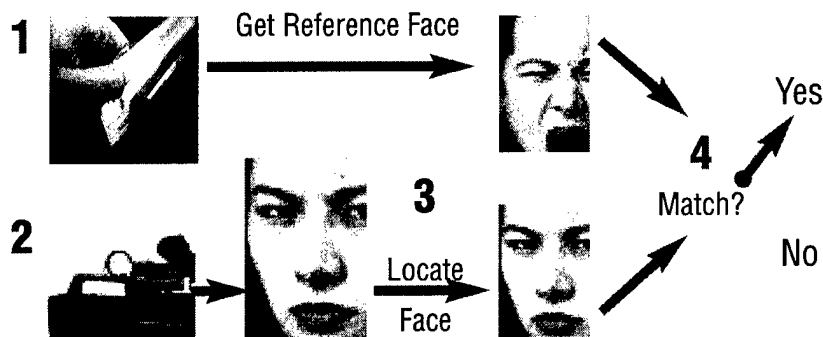 1
Get Reference Face
Yes
4
3
Match?
2
Locate
Face
No